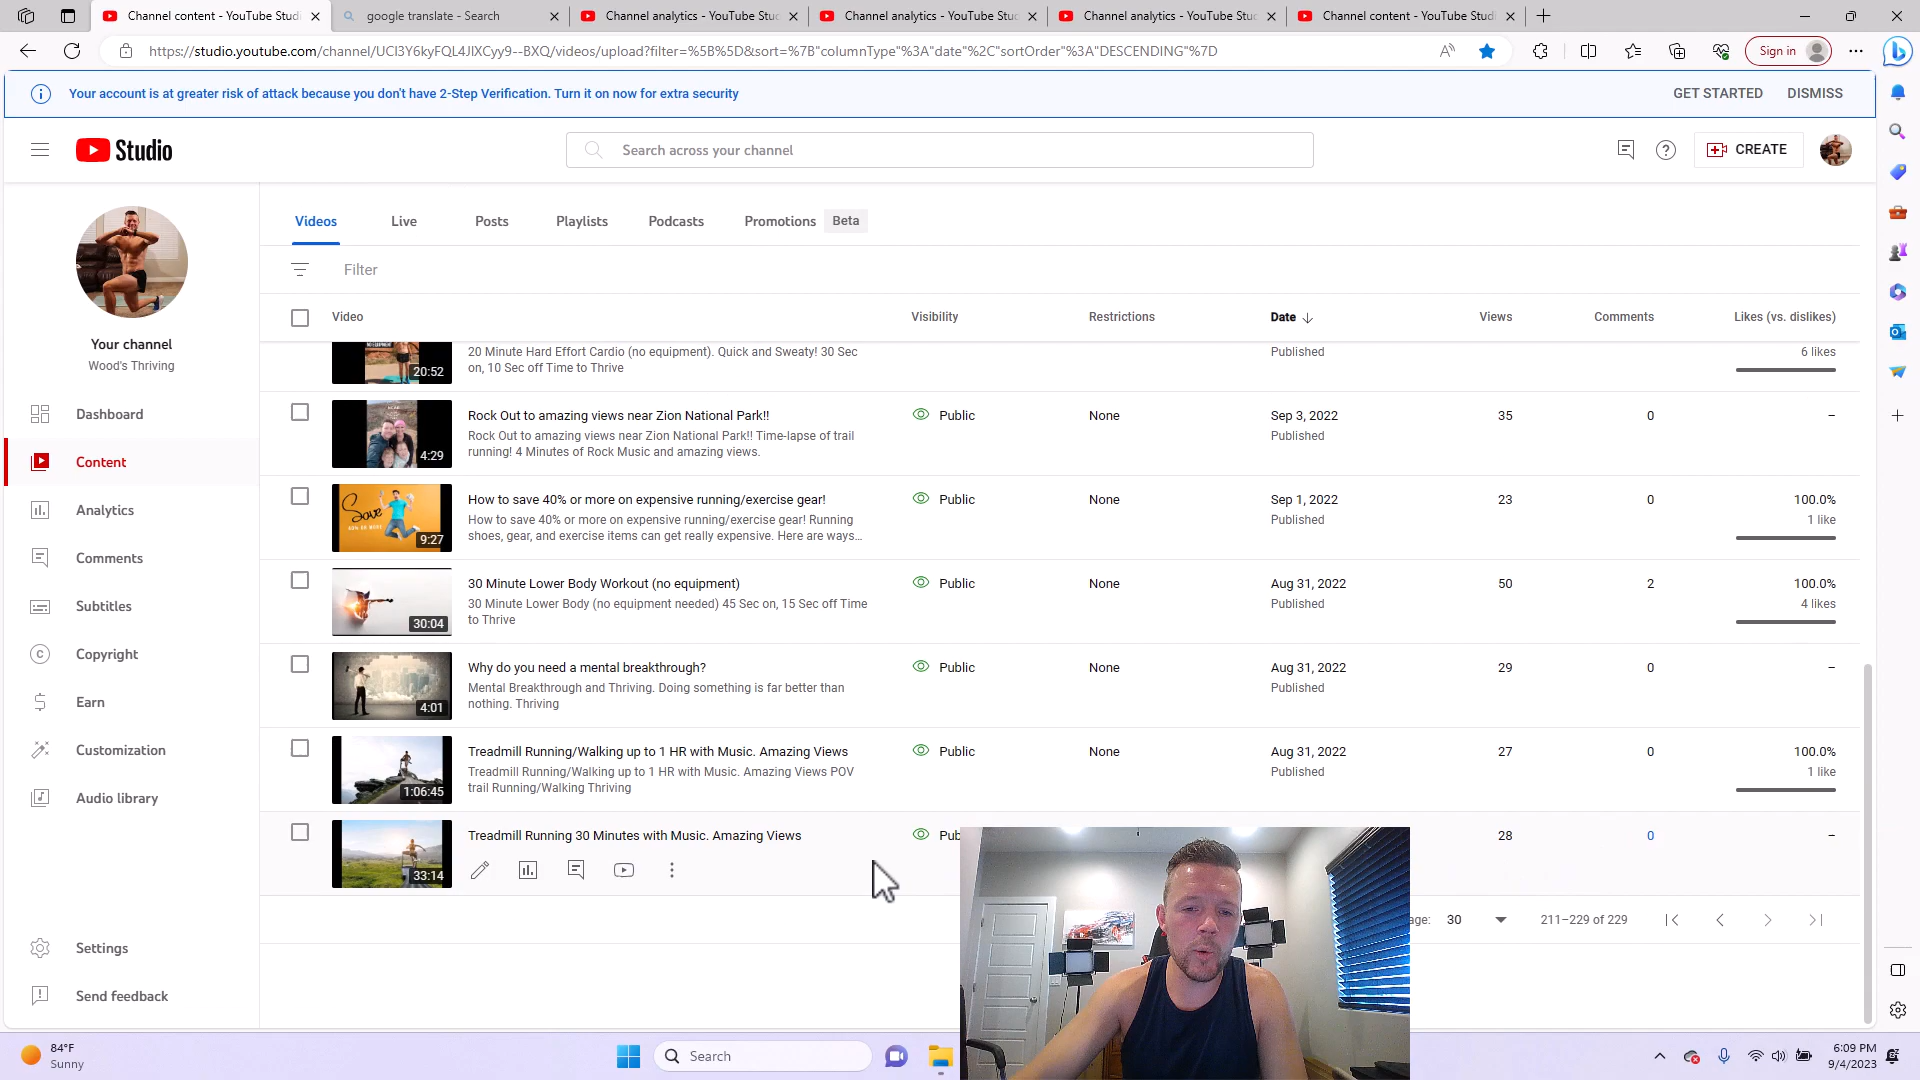 Channel content - YouTube Studi
google translate - Search
Channel analytics - YouTube Stu
Channel analytics - YouTube Stu
Channel analytics - YouTube Stu
Channel content - YouTube Studi
https://studio.youtube.com/channel/UCI3Y6kyFQL4JIXCyy9--BXQ/videos/upload?filter=%5B%5D&sort=%7B"columnType"%3A"date"%2C"sortOrder"%3A"DESCENDING"%7D
Sign in
Your account is at greater risk of attack because you don't have 2-Step Verification. Turn it on now for extra security
GET STARTED
DISMISS
Studio
Search across your channel
CREATE
Your channel
Wood's Thriving
Dashboard
Content
Analytics
Comments
Subtitles
Copyright
Earn
Customization
Audio library
Settings
Send feedback
Videos
Live
Posts
Playlists
Podcasts
Promotions
Beta
Filter
Video
Visibility
Restrictions
Date
Views
Comments
Likes (vs. dislikes)
20:52
20 Minute Hard Effort Cardio (no equipment). Quick and Sweaty! 30 Sec
on, 10 Sec off Time to Thrive
Published
6 likes
4:29
Rock Out to amazing views near Zion National Park!!
Rock Out to amazing views near Zion National Park!! Time-lapse of trail
running! 4 Minutes of Rock Music and amazing views.
Public
None
Sep 3, 2022
Published
35
0
–
Save
40% OR MORE
9:27
How to save 40% or more on expensive running/exercise gear!
How to save 40% or more on expensive running/exercise gear! Running
shoes, gear, and exercise items can get really expensive. Here are ways...
Public
None
Sep 1, 2022
Published
23
0
100.0%
1 like
30:04
30 Minute Lower Body Workout (no equipment)
30 Minute Lower Body (no equipment needed) 45 Sec on, 15 Sec off Time
to Thrive
Public
None
Aug 31, 2022
Published
50
2
100.0%
4 likes
4:01
Why do you need a mental breakthrough?
Mental Breakthrough and Thriving. Doing something is far better than
nothing. Thriving
Public
None
Aug 31, 2022
Published
29
0
–
1:06:45
Treadmill Running/Walking up to 1 HR with Music. Amazing Views
Treadmill Running/Walking up to 1 HR with Music. Amazing Views POV
trail Running/Walking Thriving
Public
None
Aug 31, 2022
Published
27
0
100.0%
1 like
33:14
Treadmill Running 30 Minutes with Music. Amazing Views
Pub
28
0
–
age:
30
211–229 of 229
84°F
Sunny
Search
6:09 PM
9/4/2023